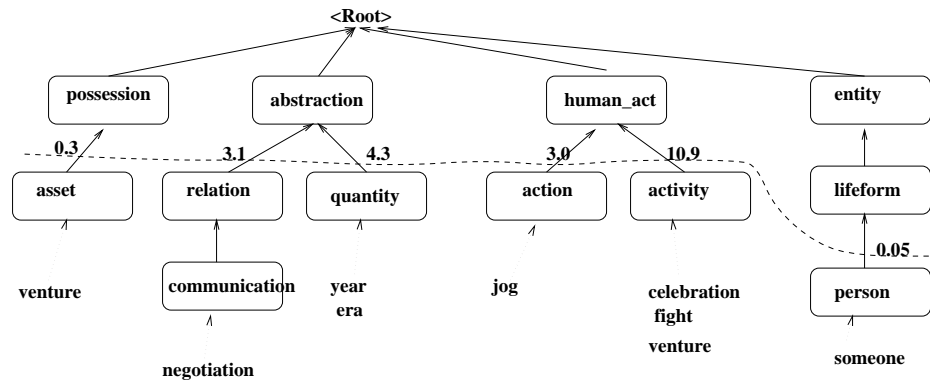 <Root>
possession abstraction human_act entity
0.3 3.1 4.3 3.0 10.9
asset relation quantity action activity lifeform
0.05
venture communication year jog celebration person
era fight
venture
negotiation someone